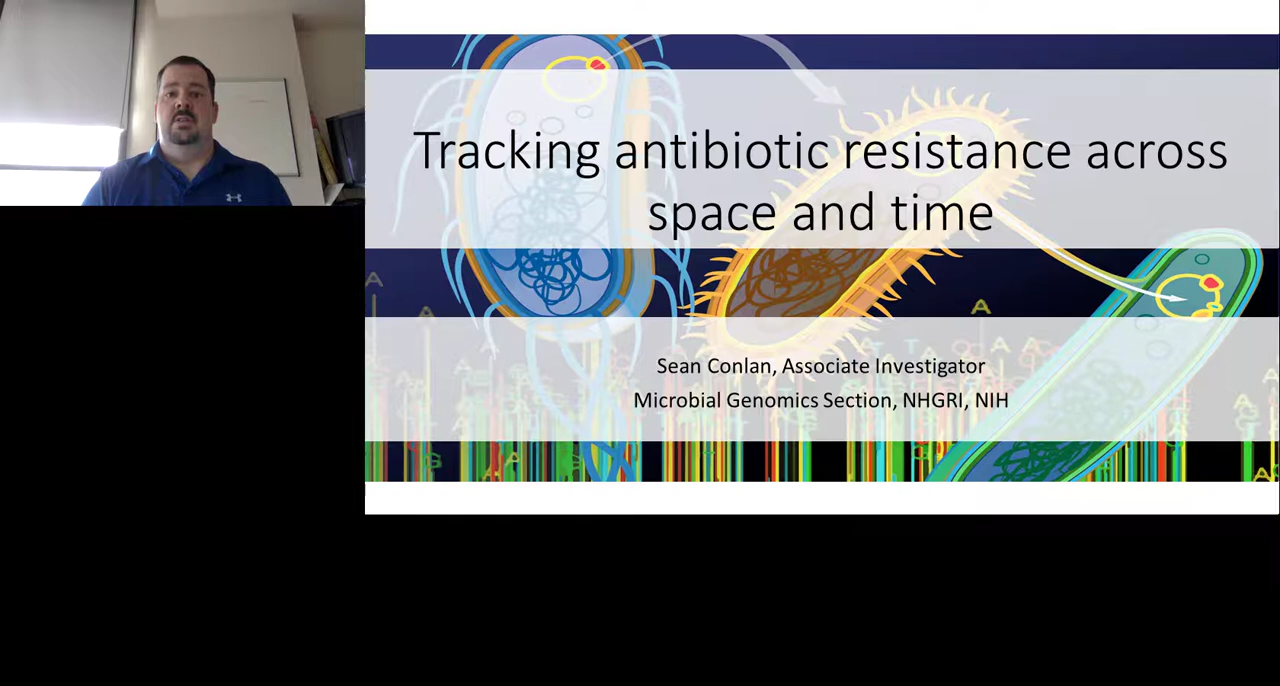 Tracking antibiotic resistance across
space and time
Sean Conlan, Associate Investigator
Microbial Genomics Section, NHGRI, NIH